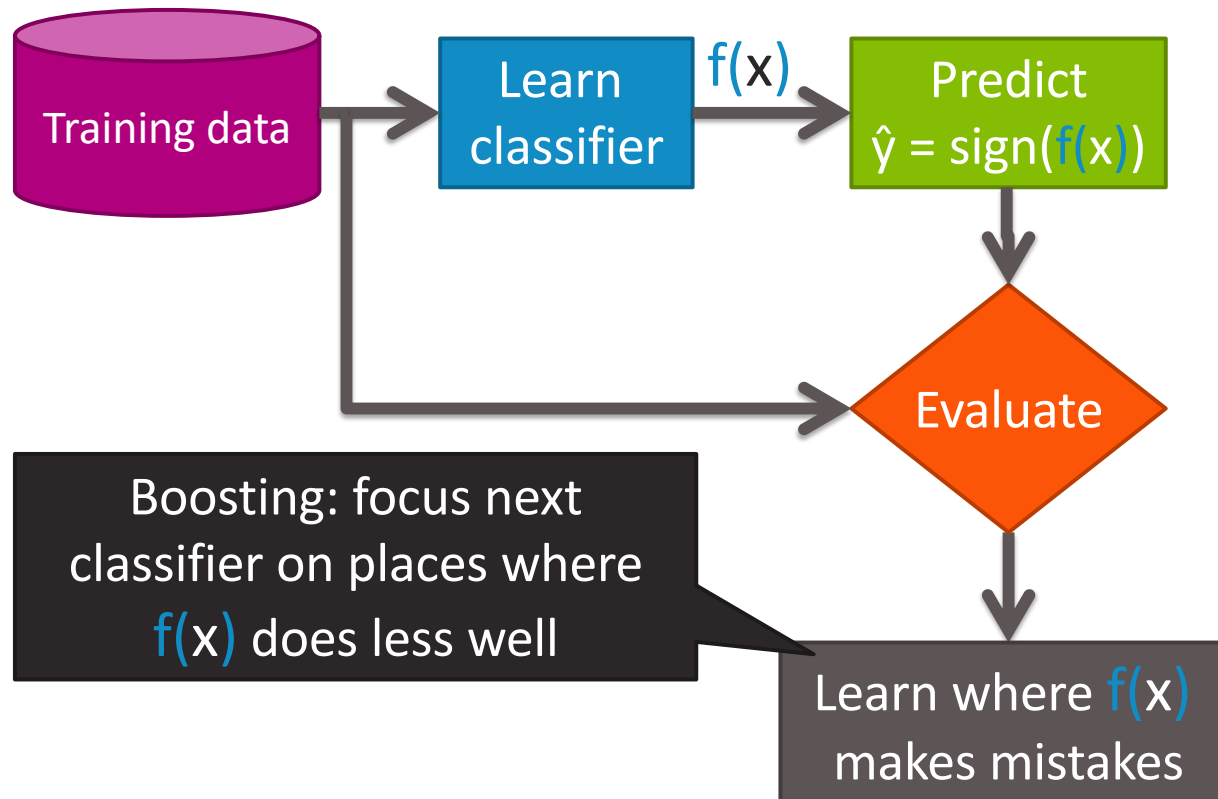 Training data
Learn
classifier
f(x)
Predict
ŷ = sign(f(x))
Evaluate
Boosting: focus next
classifier on places where
f(x) does less well
Learn where f(x)
makes mistakes